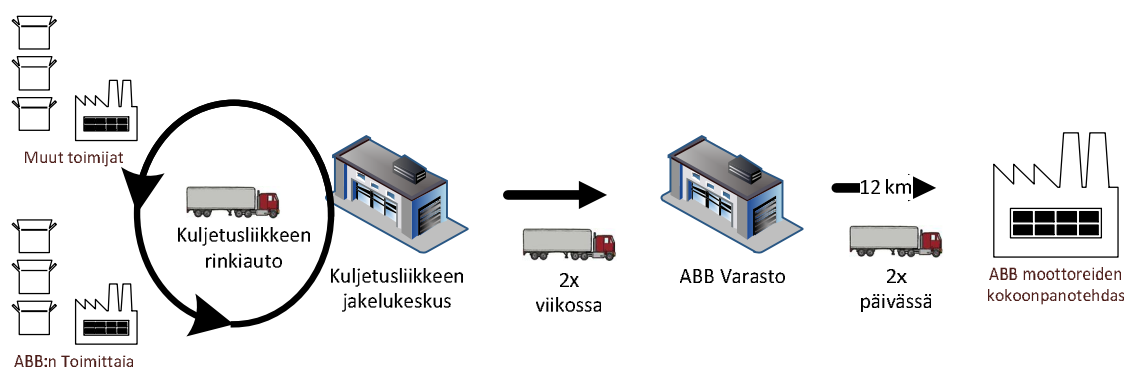 Muut toimijat
Kuljetusliikkeen
rinkiauto
ABB:n Toimittaja
Kuljetusliikkeen
jakelukeskus
2x
viikossa
ABB Varasto
12 km
2x
päivässä
ABB moottoreiden
kokoonpanotehdas